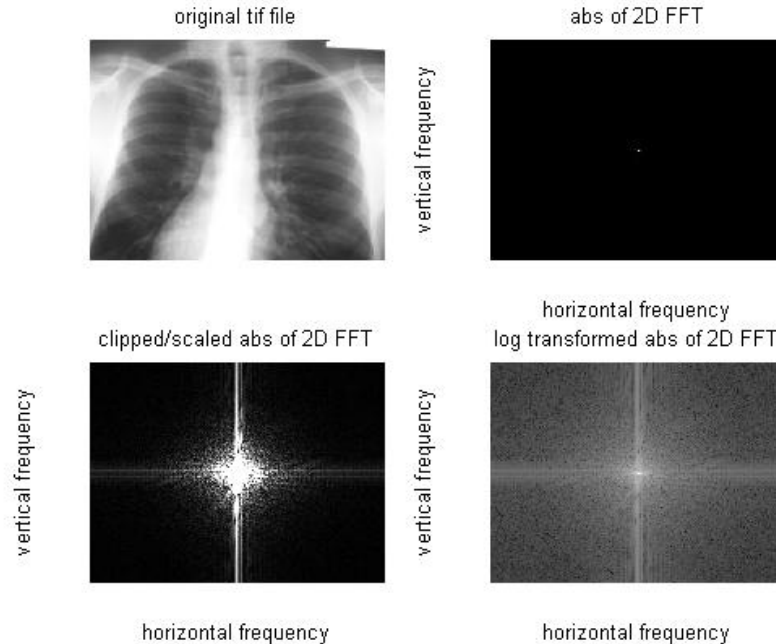 original tif file
abs of 2D FFT
vertical frequency
horizontal frequency
clipped/scaled abs of 2D FFT
log transformed abs of 2D FFT
vertical frequency
vertical frequency
horizontal frequency
horizontal frequency